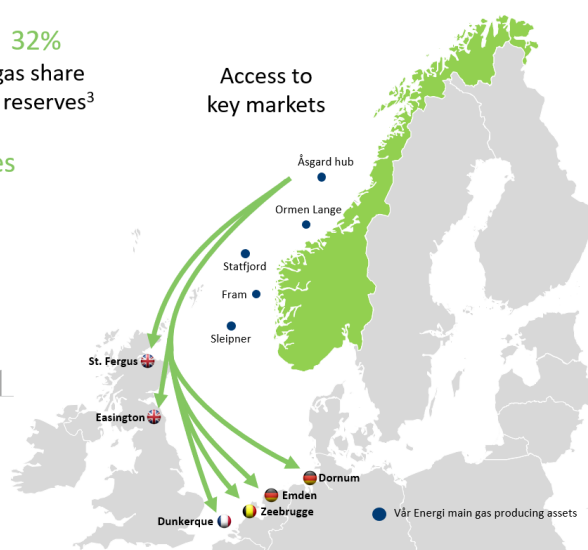 32%
gas share
reserves³
es
Access to
key markets
Åsgard hub
Ormen Lange
Statfjord
Fram
Sleipner
St. Fergus
Easington
Dornum
Emden
Zeebrugge
Dunkerque
Vår Energi main gas producing assets